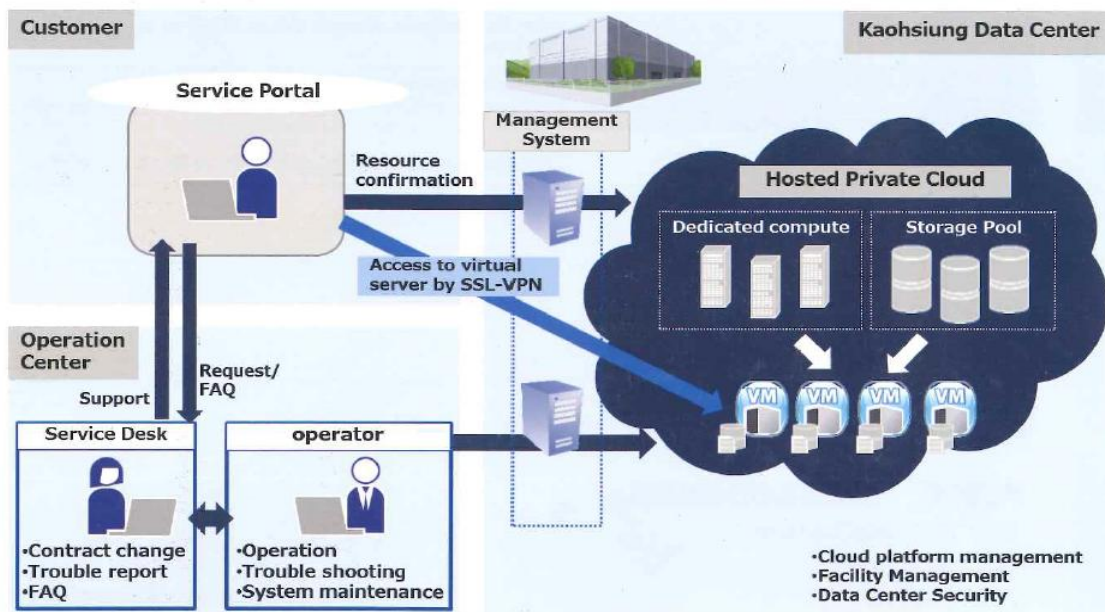 Customer
Kaohsiung Data Center
Service Portal
Management
System
Resource
confirmation
Hosted Private Cloud
Dedicated compute
Storage Pool
Access to virtual
server by SSL-VPN
Operation
Center
Request/
FAQ
Support
VM
VM
VM
VM
Service Desk
operator
•Contract change
•Trouble report
•FAQ
•Operation
•Trouble shooting
•System maintenance
•Cloud platform management
•Facility Management
•Data Center Security